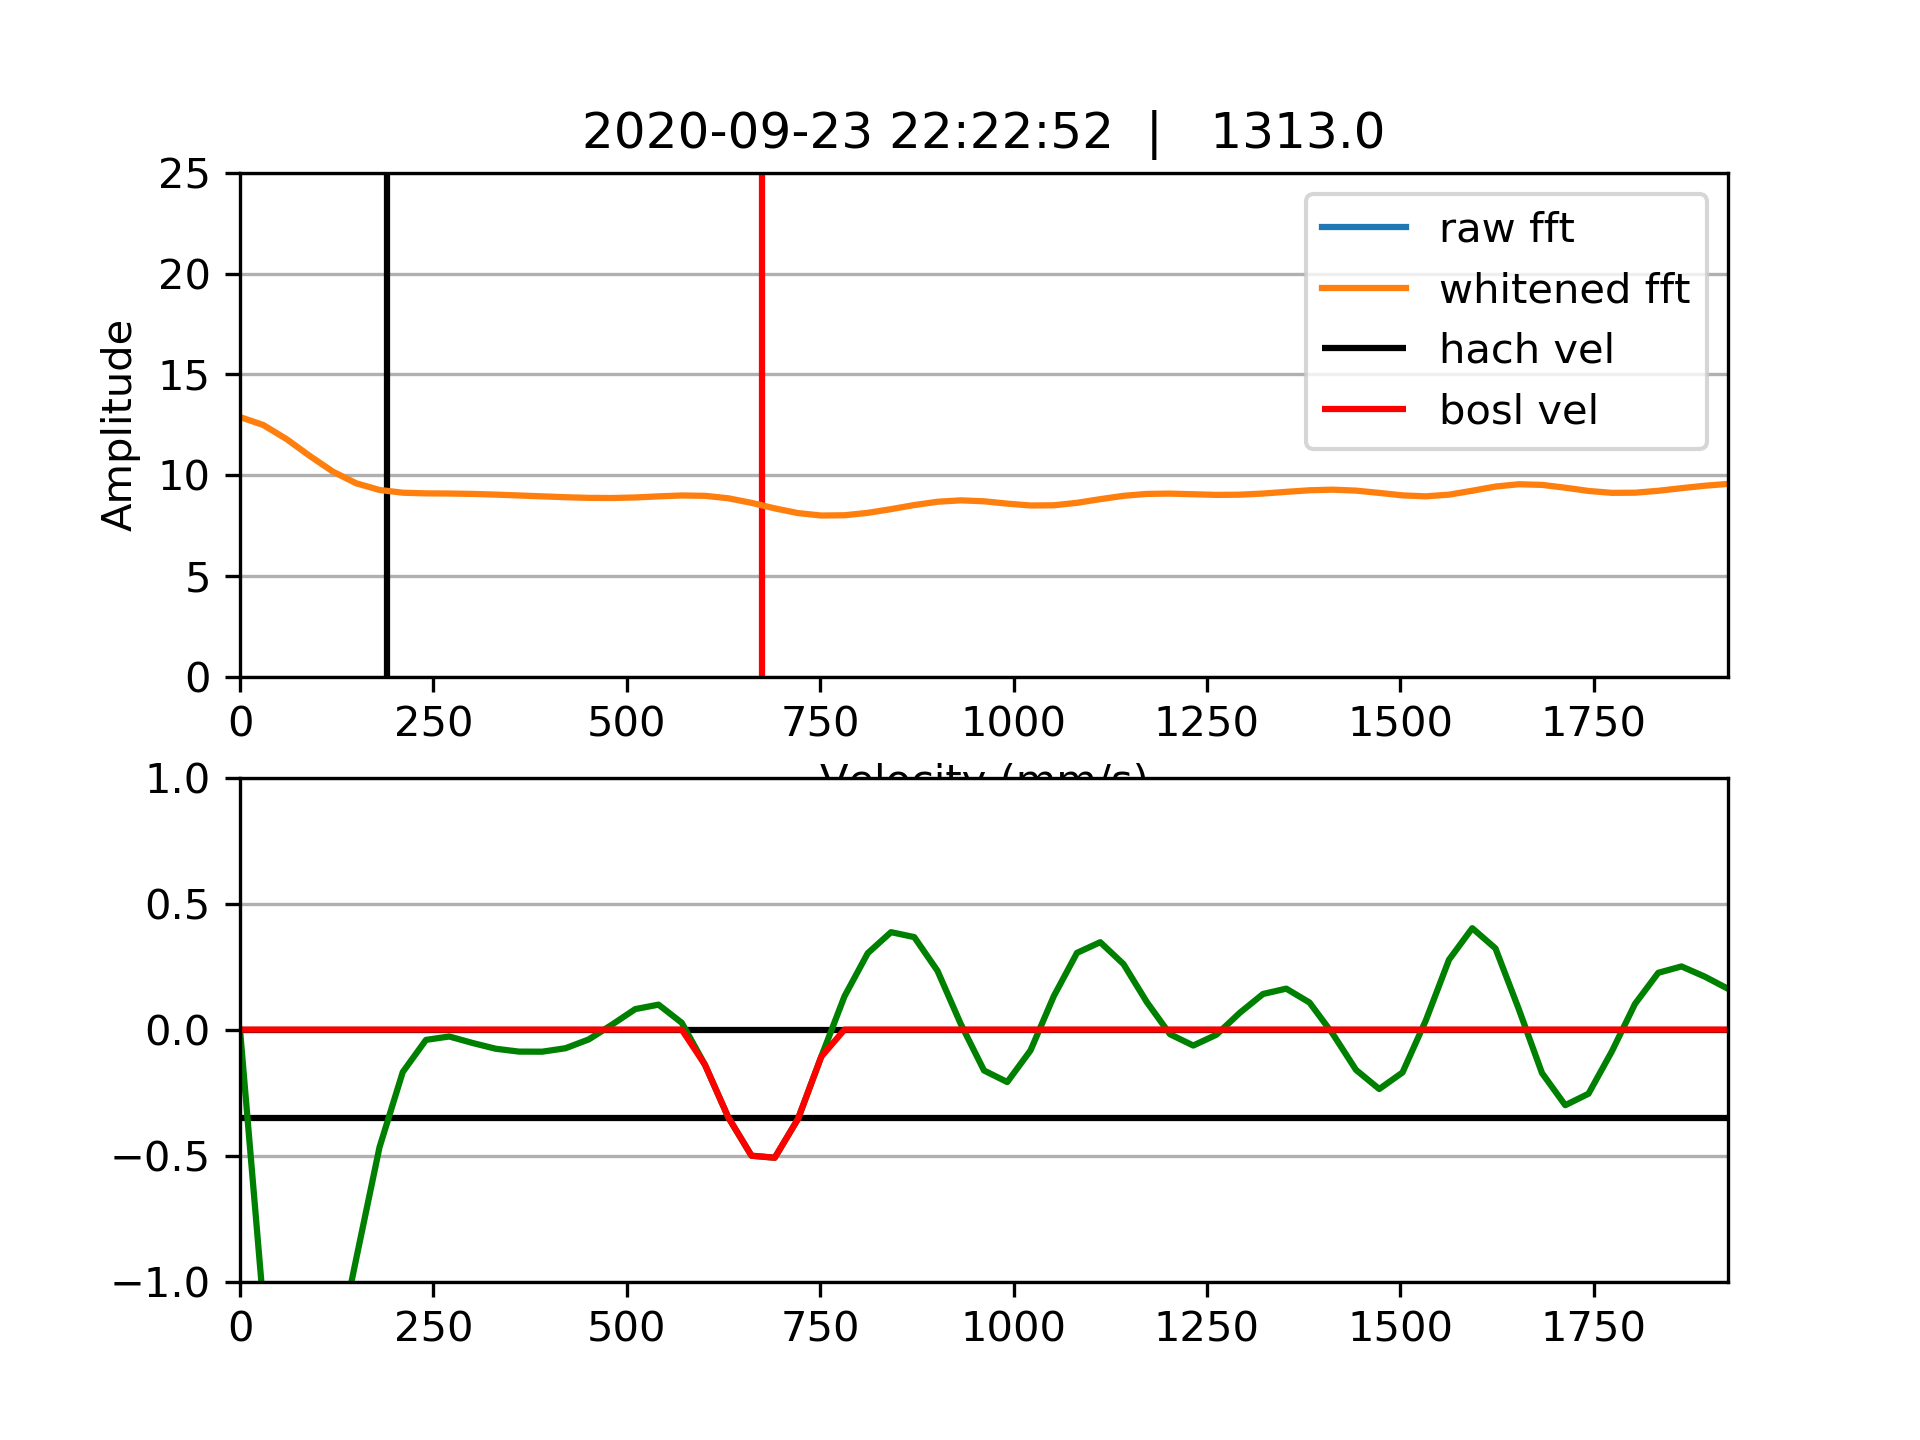 2020-09-23 22:22:52 | 1313.0
25
20
15
10
5
0
Amplitude
raw fft
whitened fft
hach vel
bosl vel
0 250 500 750 1000 1250 1500 1750
Velocity (mm/s)
1.0
0.5
0.0
−0.5
−1.0
0 250 500 750 1000 1250 1500 1750